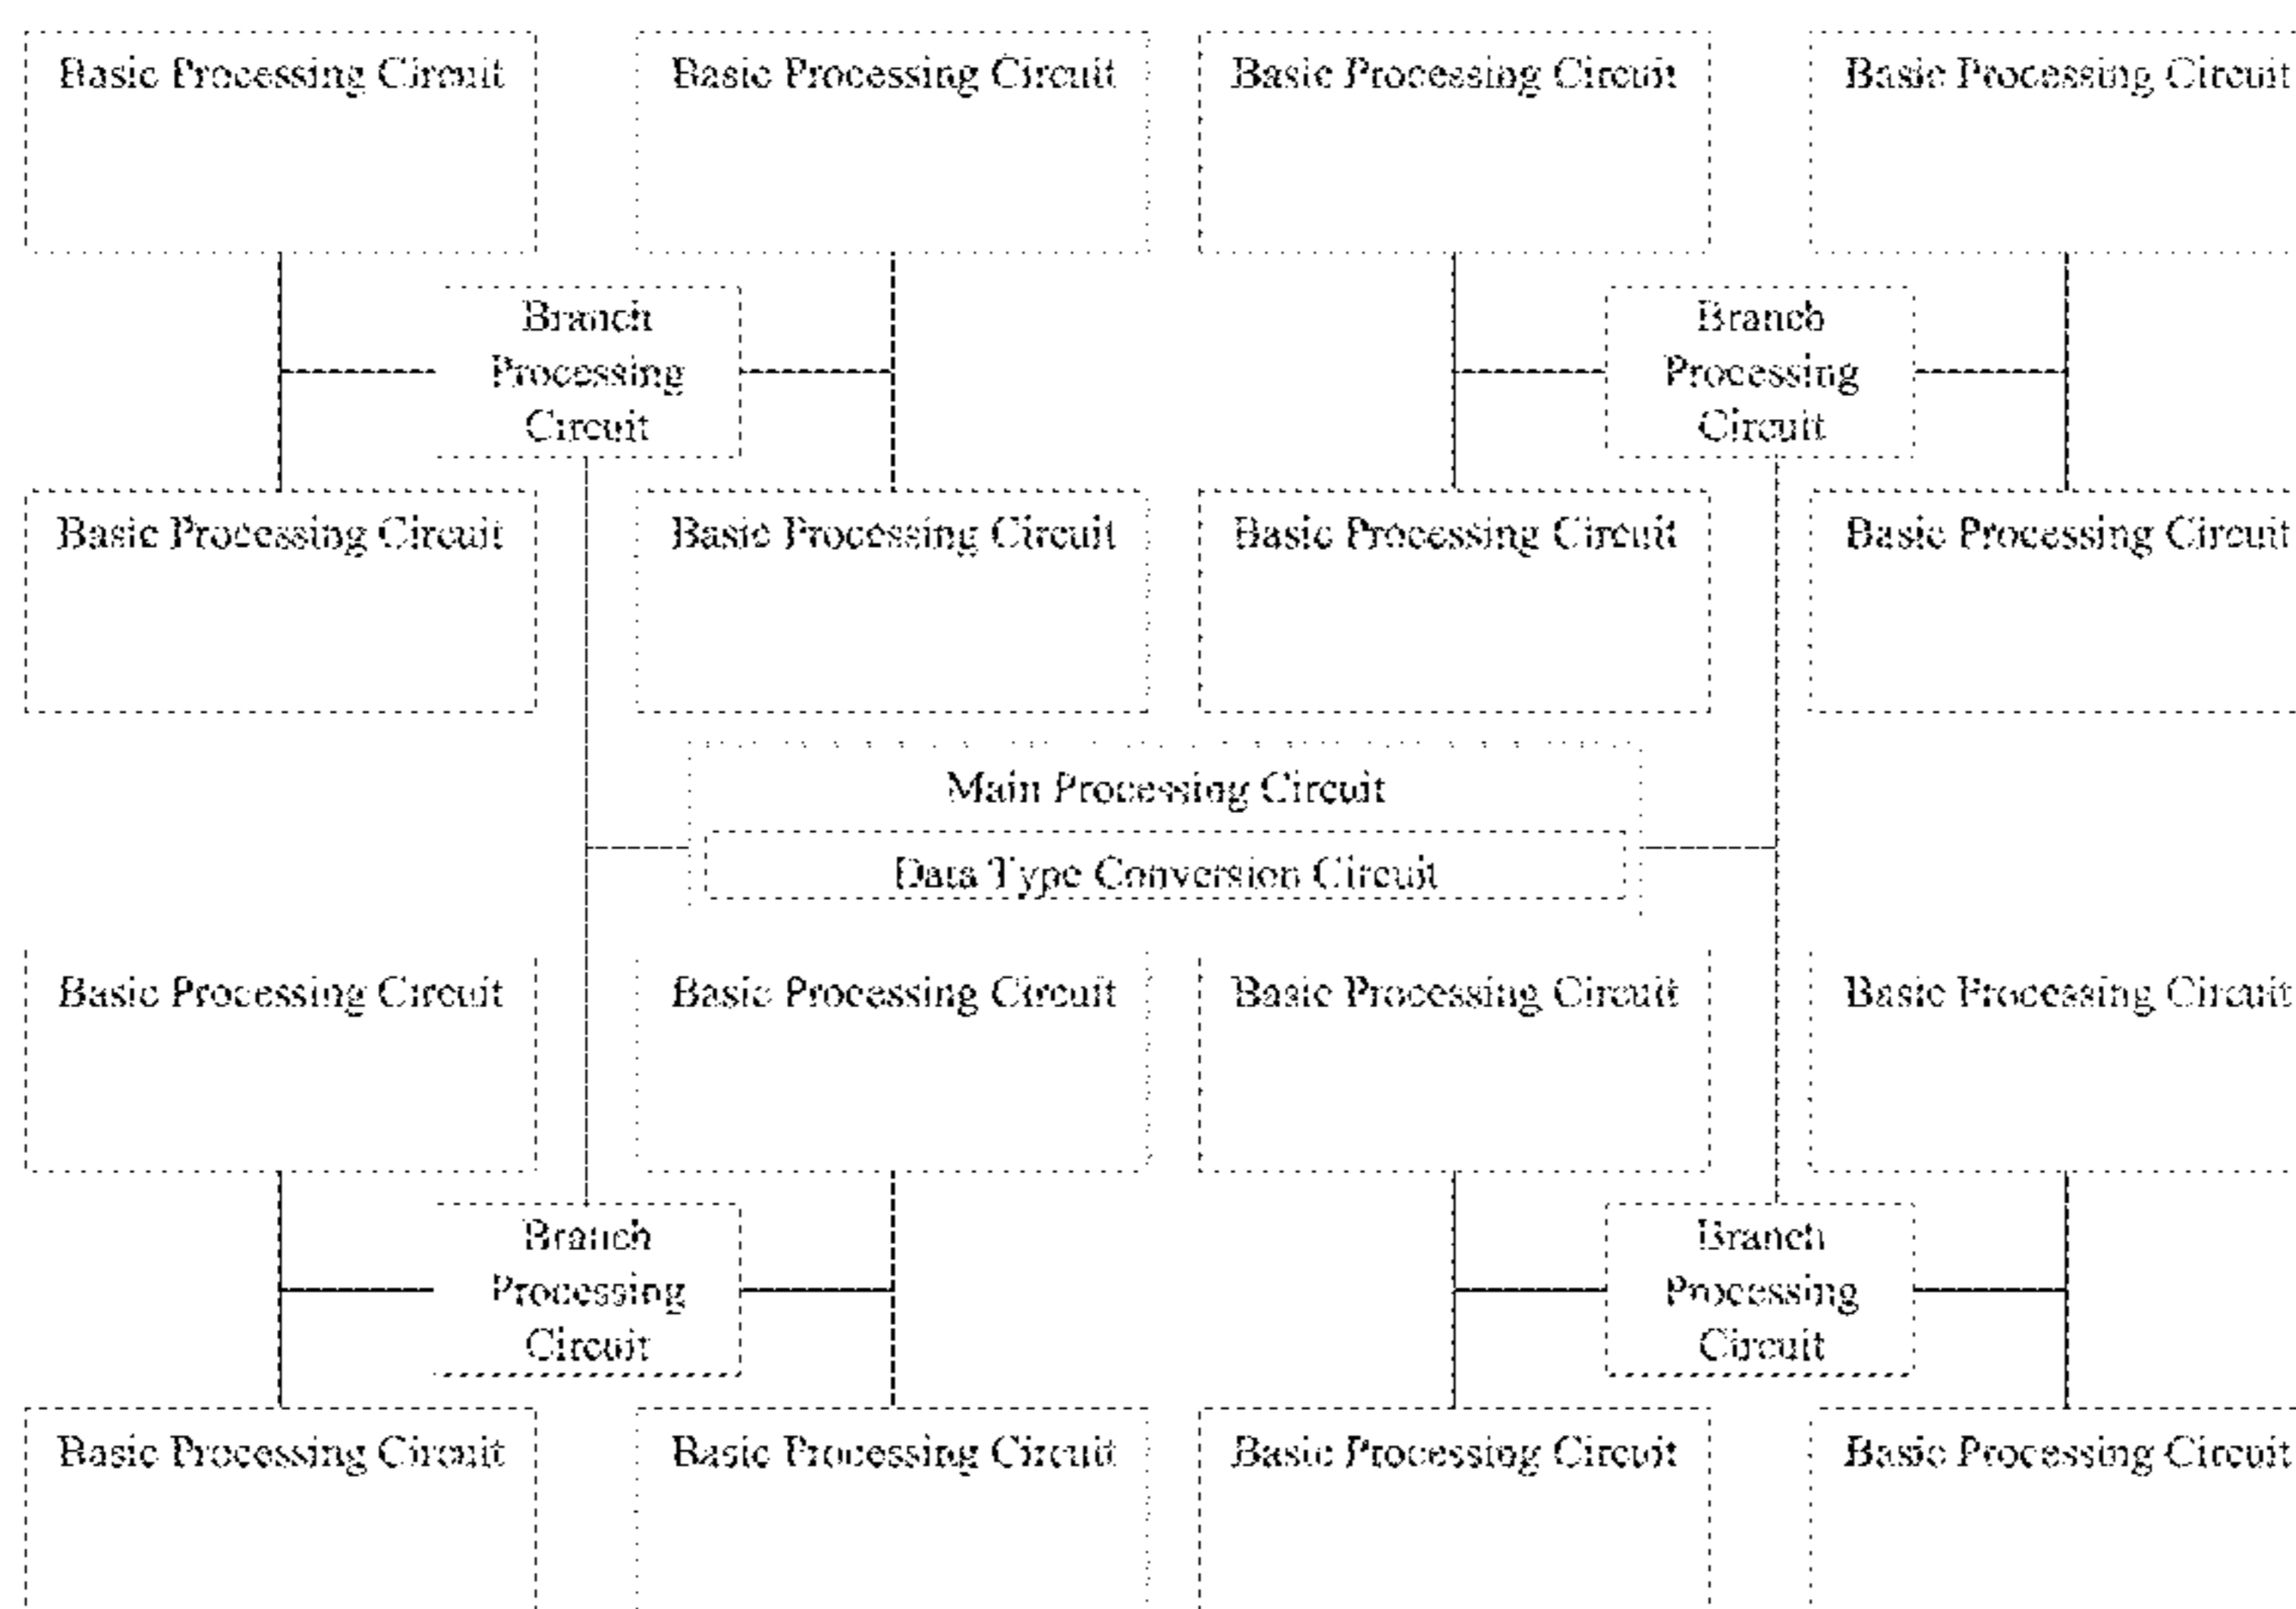 Basic Processing Circuit
Basic Processing Circuit
Basic Processing Circuit
Basic Processing Circuit
Branch
Processing
Circuit
Branch
Processing
Circuit
Basic Processing Circuit
Basic Processing Circuit
Basic Processing Circuit
Basic Processing Circuit
Main Processing Circuit
Data Type Conversion Circuit
Basic Processing Circuit
Basic Processing Circuit
Basic Processing Circuit
Basic Processing Circuit
Branch
Processing
Circuit
Branch
Processing
Circuit
Basic Processing Circuit
Basic Processing Circuit
Basic Processing Circuit
Basic Processing Circuit